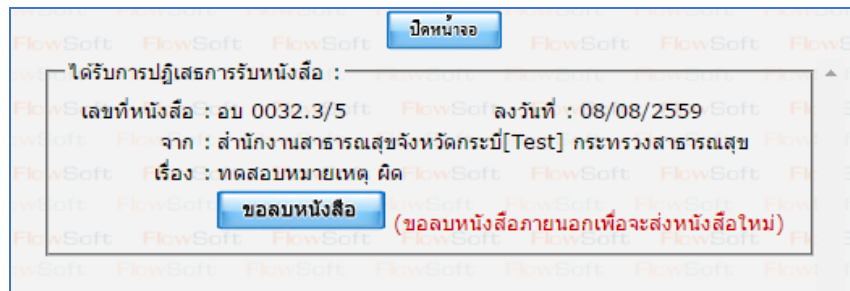 ปิดหน้าจอ
ได้รับการปฏิเสธการรับหนังสือ :
เลขที่หนังสือ : อบ 0032.3/5 ลงวันที่ : 08/08/2559
จาก : สำนักงานสาธารณสุขจังหวัดกระบี่[Test] กระทรวงสาธารณสุข
เรื่อง : ทดสอบหมายเหตุ ผิด
ขอลบหนังสือ (ขอลบหนังสือภายนอกเพื่อจะส่งหนังสือใหม่)